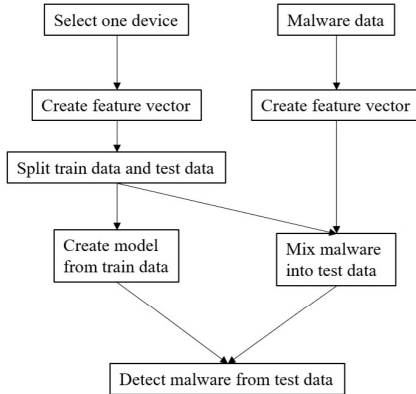 Select one device
Malware data
Create feature vector
Create feature vector
Split train data and test data
Create model
from train data
Mix malware
into test data
Detect malware from test data